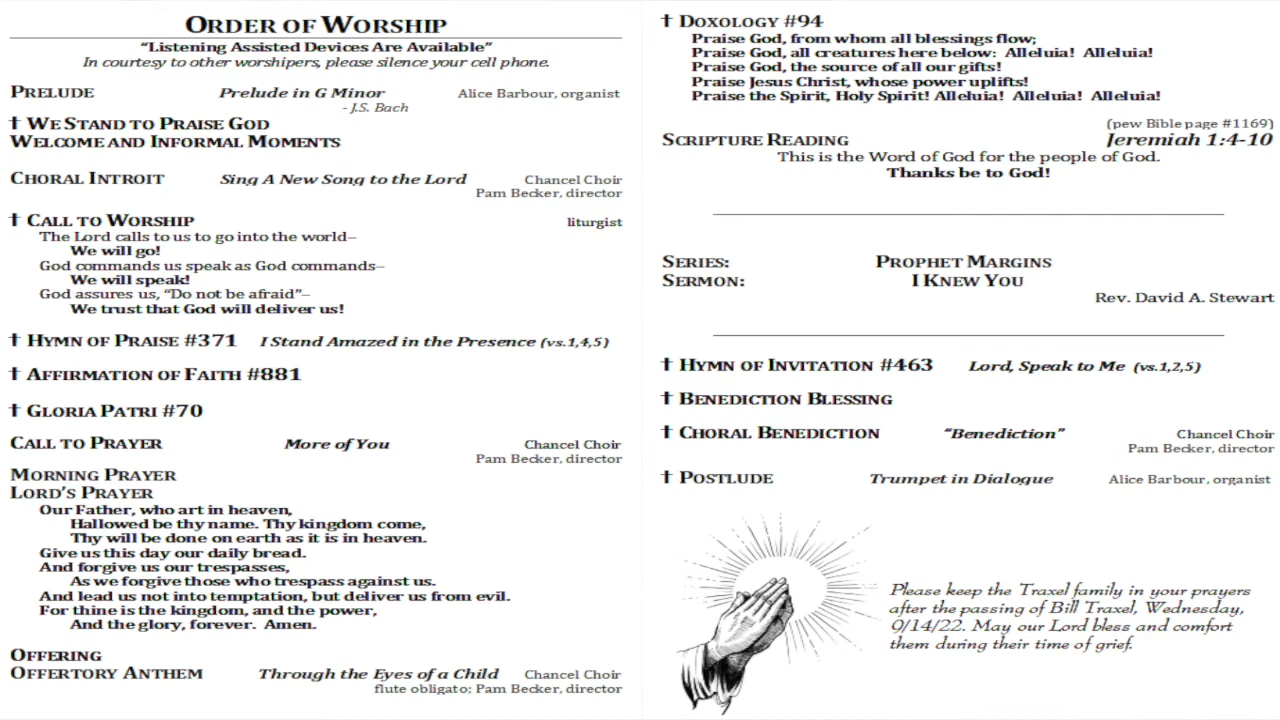 ORDER OF WORSHIP
“Listening Assisted Devices Are Available”
In courtesy to other worshipers, please silence your cell phone.
PRELUDE Prelude in G Minor Alice Barbour, organist
- J.S. Bach
† WE STAND TO PRAISE GOD
WELCOME AND INFORMAL MOMENTS
CHORAL INTROIT Sing A New Song to the Lord Chancel Choir
Pam Becker, director
† CALL TO WORSHIP liturgist
The Lord calls to us to go into the world–
We will go!
God commands us speak as God commands–
We will speak!
God assures us, “Do not be afraid”–
We trust that God will deliver us!
† HYMN OF PRAISE #371 I Stand Amazed in the Presence (vs.1,4,5)
† AFFIRMATION OF FAITH #881
† GLORIA PATRI #70
CALL TO PRAYER More of You Chancel Choir
Pam Becker, director
MORNING PRAYER
LORD’S PRAYER
Our Father, who art in heaven,
Hallowed be thy name. Thy kingdom come,
Thy will be done on earth as it is in heaven.
Give us this day our daily bread.
And forgive us our trespasses,
As we forgive those who trespass against us.
And lead us not into temptation, but deliver us from evil.
For thine is the kingdom, and the power,
And the glory, forever. Amen.
OFFERING
OFFERTORY ANTHEM Through the Eyes of a Child Chancel Choir
flute obligato; Pam Becker, director
† DOXOLOGY #94
Praise God, from whom all blessings flow;
Praise God, all creatures here below: Alleluia! Alleluia!
Praise God, the source of all our gifts!
Praise Jesus Christ, whose power uplifts!
Praise the Spirit, Holy Spirit! Alleluia! Alleluia! Alleluia!
(pew Bible page #1169)
SCRIPTURE READING Jeremiah 1:4-10
This is the Word of God for the people of God.
Thanks be to God!
SERIES: PROPHET MARGINS
SERMON: I KNEW YOU
Rev. David A. Stewart
† HYMN OF INVITATION #463 Lord, Speak to Me (vs.1,2,5)
† BENEDICTION BLESSING
† CHORAL BENEDICTION “Benediction” Chancel Choir
Pam Becker, director
† POSTLUDE Trumpet in Dialogue Alice Barbour, organist
Please keep the Traxel family in your prayers
after the passing of Bill Traxel, Wednesday,
9/14/22. May our Lord bless and comfort
them during their time of grief.